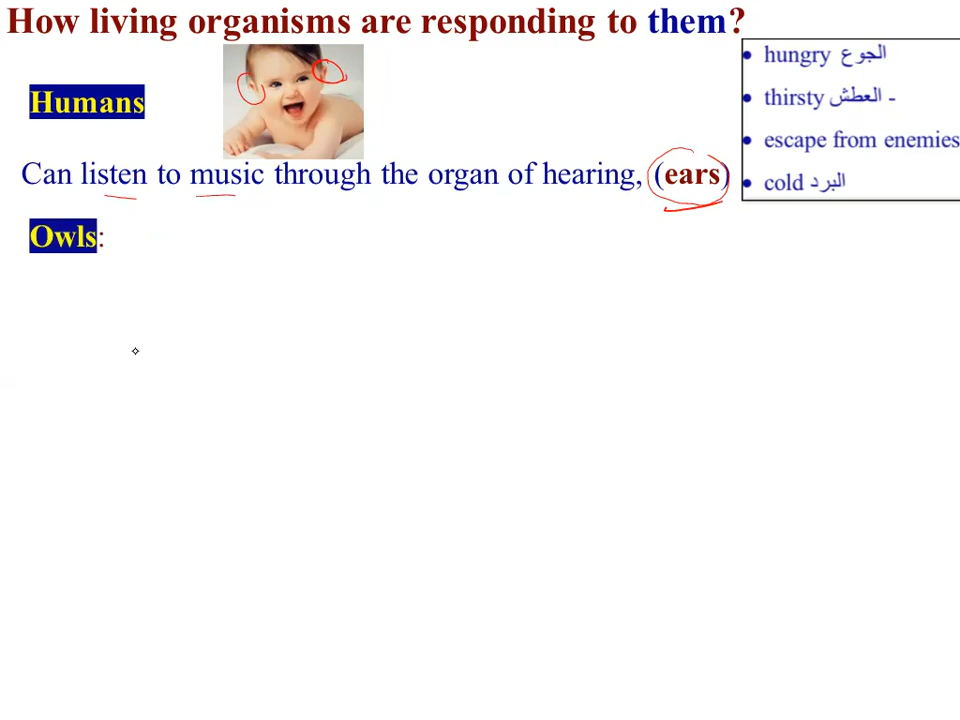 How living organisms are responding to them?
Humans
Can listen to music through the organ of hearing, (ears)
• hungry الجوع
• thirsty العطش -
• escape from enemies
• cold البرد
Owls: